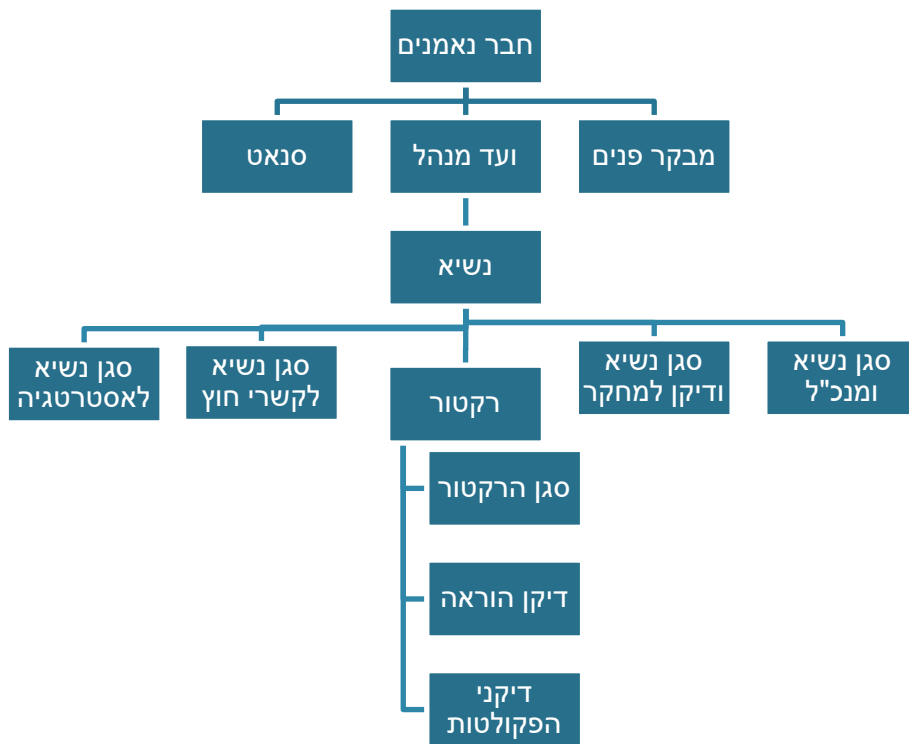 חבר נאמנים
מבקר פנים
ועד מנהל
סנאט
נשיא
סגן נשיא
ומנכ"ל
סגן נשיא
ודיקן למחקר
רקטור
סגן נשיא
לקשרי חוץ
סגן נשיא
לאסטרטגיה
סגן הרקטור
דיקן הוראה
דיקני
הפקולטות